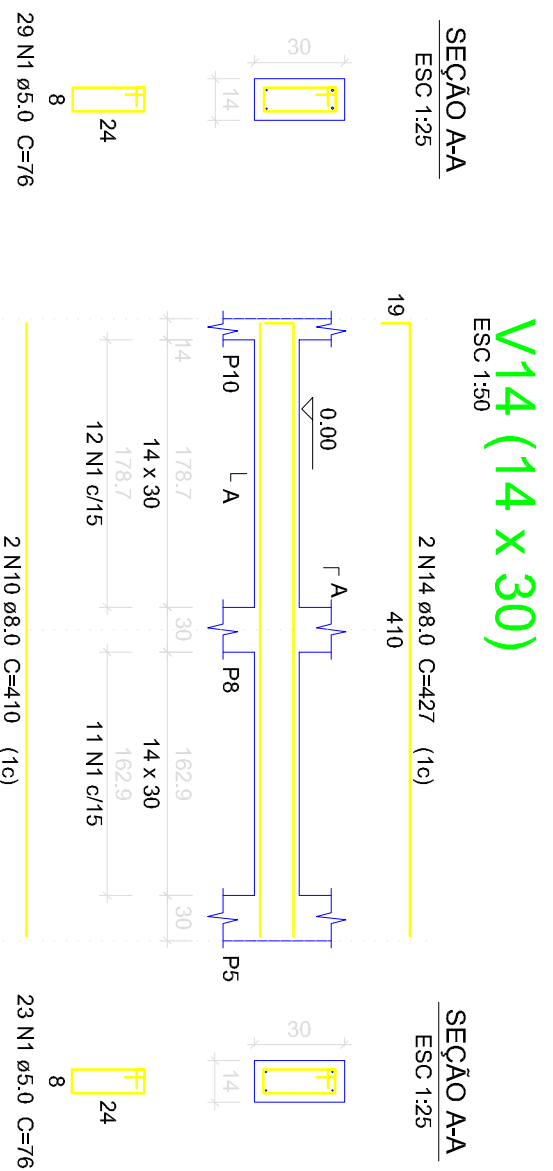 SEÇÃO A-A
ESC 1:25
30
14
24
8
29 N1 ø5.0 C=76
V14 (14 x 30)
ESC 1:50
2 N14 ø8.0 C=427 (1c)
19
410
0.00
A
A
P10
P8
P5
14
178.7
30
162.9
30
14 x 30
14 x 30
178.7
162.9
12 N1 c/15
11 N1 c/15
2 N10 ø8.0 C=410 (1c)
SEÇÃO A-A
ESC 1:25
30
14
24
8
23 N1 ø5.0 C=76